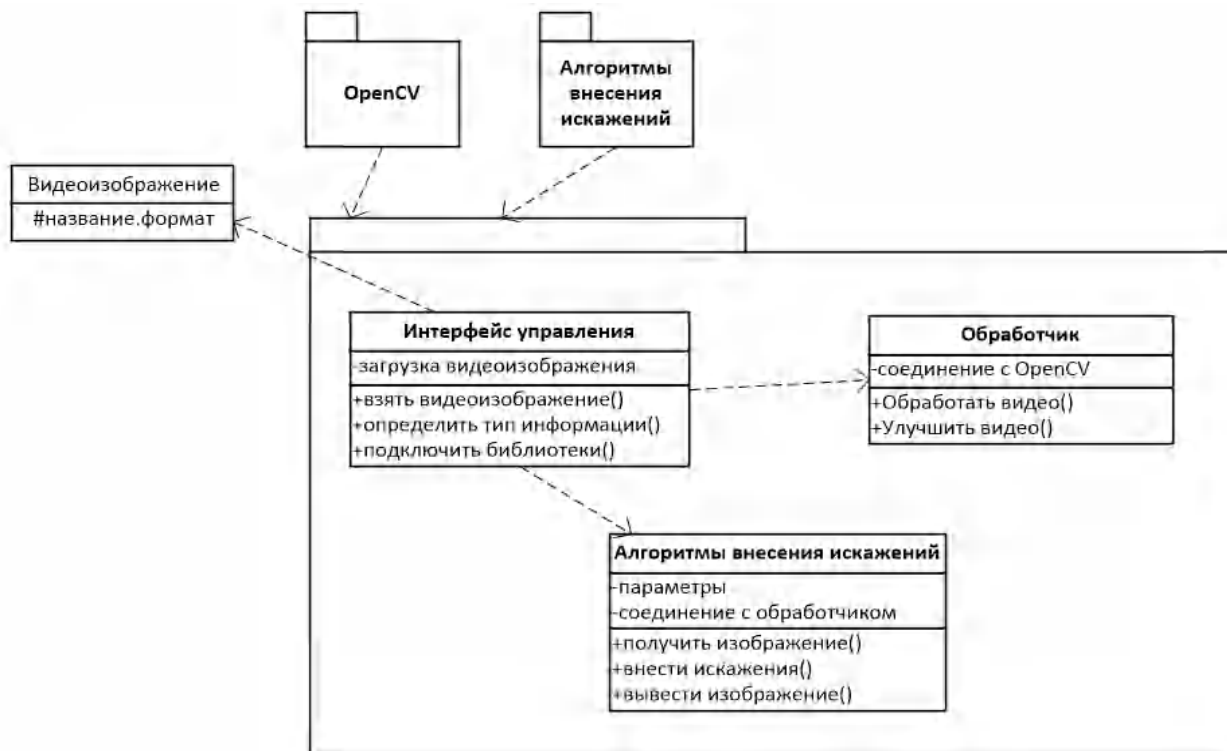 OpenCV
Алгоритмы
внесения
искажений
Видеоизображение
#название.формат
Интерфейс управления
-загрузка видеоизображения
+взять видеоизображение()
+определить тип информации()
+подключить библиотеки()
Обработчик
-соединение с OpenCV
+Обработать видео()
+Улучшить видео()
Алгоритмы внесения искажений
-параметры
-соединение с обработчиком
+получить изображение()
+внести искажения()
+вывести изображение()